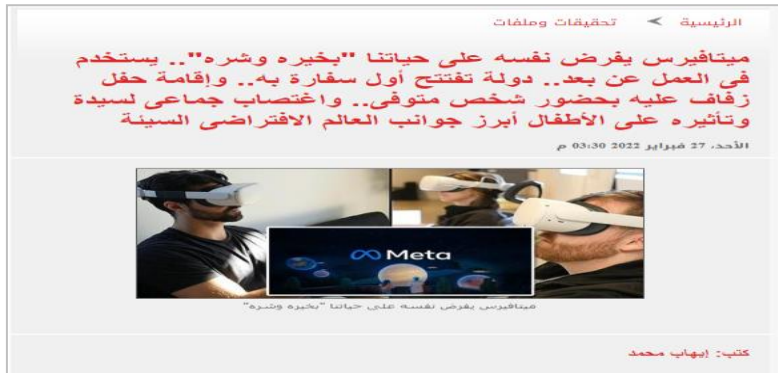 الرئيسية > تحقيقات وملفات
ميتافيرس يفرض نفسه على حياتنا "بخيره وشره".. يستخدم
فى العمل عن بعد.. دولة تفتتح أول سفارة به.. وإقامة حفل
زفاف عليه بحضور شخص متوفى.. واغتصاب جماعى لسيدة
وتأثيره على الأطفال أبرز جوانب العالم الافتراضى السيئة
الأحد، 27 فبراير 2022 03:30 م
Meta
ميتافيرس يفرض نفسه على حياتنا "بخيره وشره"
كتب: إيهاب محمد